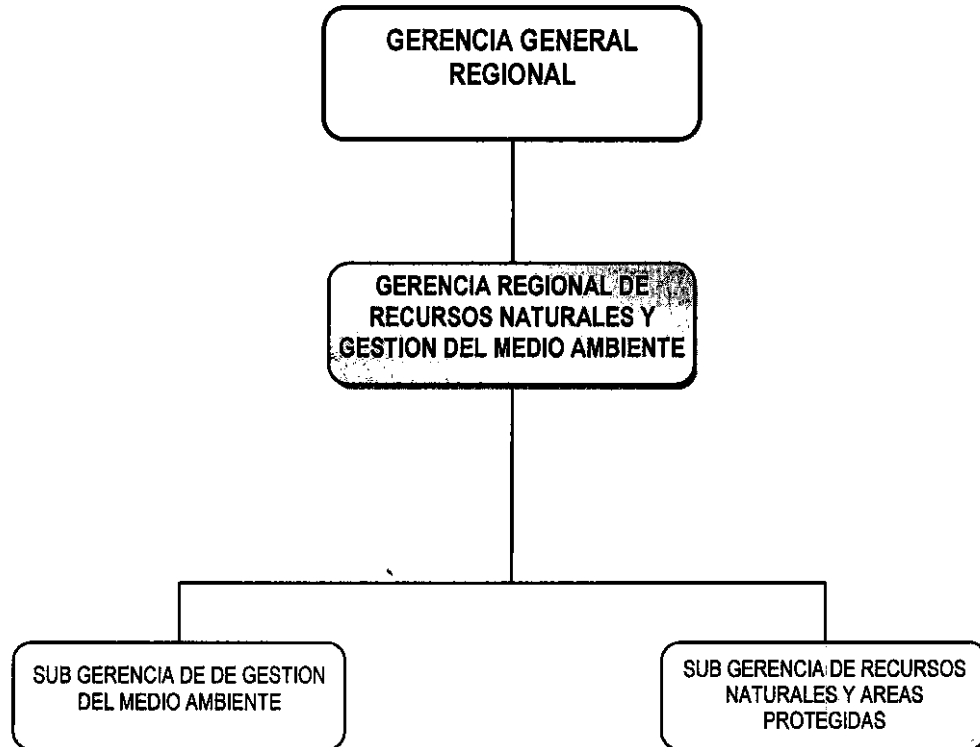 GERENCIA GENERAL
REGIONAL
GERENCIA REGIONAL DE
RECURSOS NATURALES Y
GESTION DEL MEDIO AMBIENTE
SUB GERENCIA DE DE GESTION
DEL MEDIO AMBIENTE
SUB GERENCIA DE RECURSOS
NATURALES Y AREAS
PROTEGIDAS